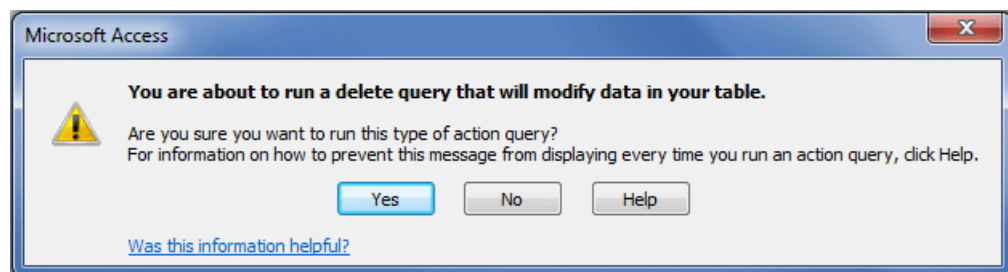 Microsoft Access
You are about to run a delete query that will modify data in your table.
Are you sure you want to run this type of action query?
For information on how to prevent this message from displaying every time you run an action query, click Help.
Yes No Help
Was this information helpful?